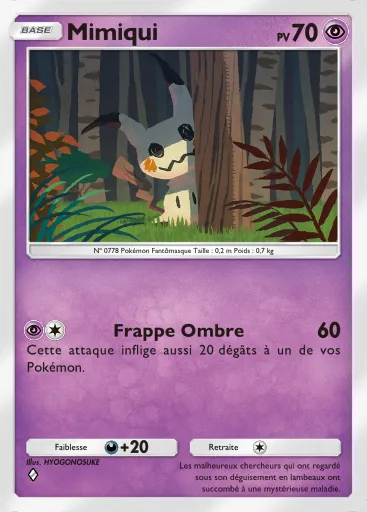 BASE Mimiqui PV 70
N° 0778 Pokémon Fantômasque Taille : 0,2 m Poids : 0,7 kg
Frappe Ombre 60
Cette attaque inflige aussi 20 dégâts à un de vos
Pokémon.
Faiblesse +20 Retraite
Illus. HYOGONOSUKE
Les malheureux chercheurs qui ont regardé
sous son déguisement en lambeaux ont
succombé à une mystérieuse maladie.